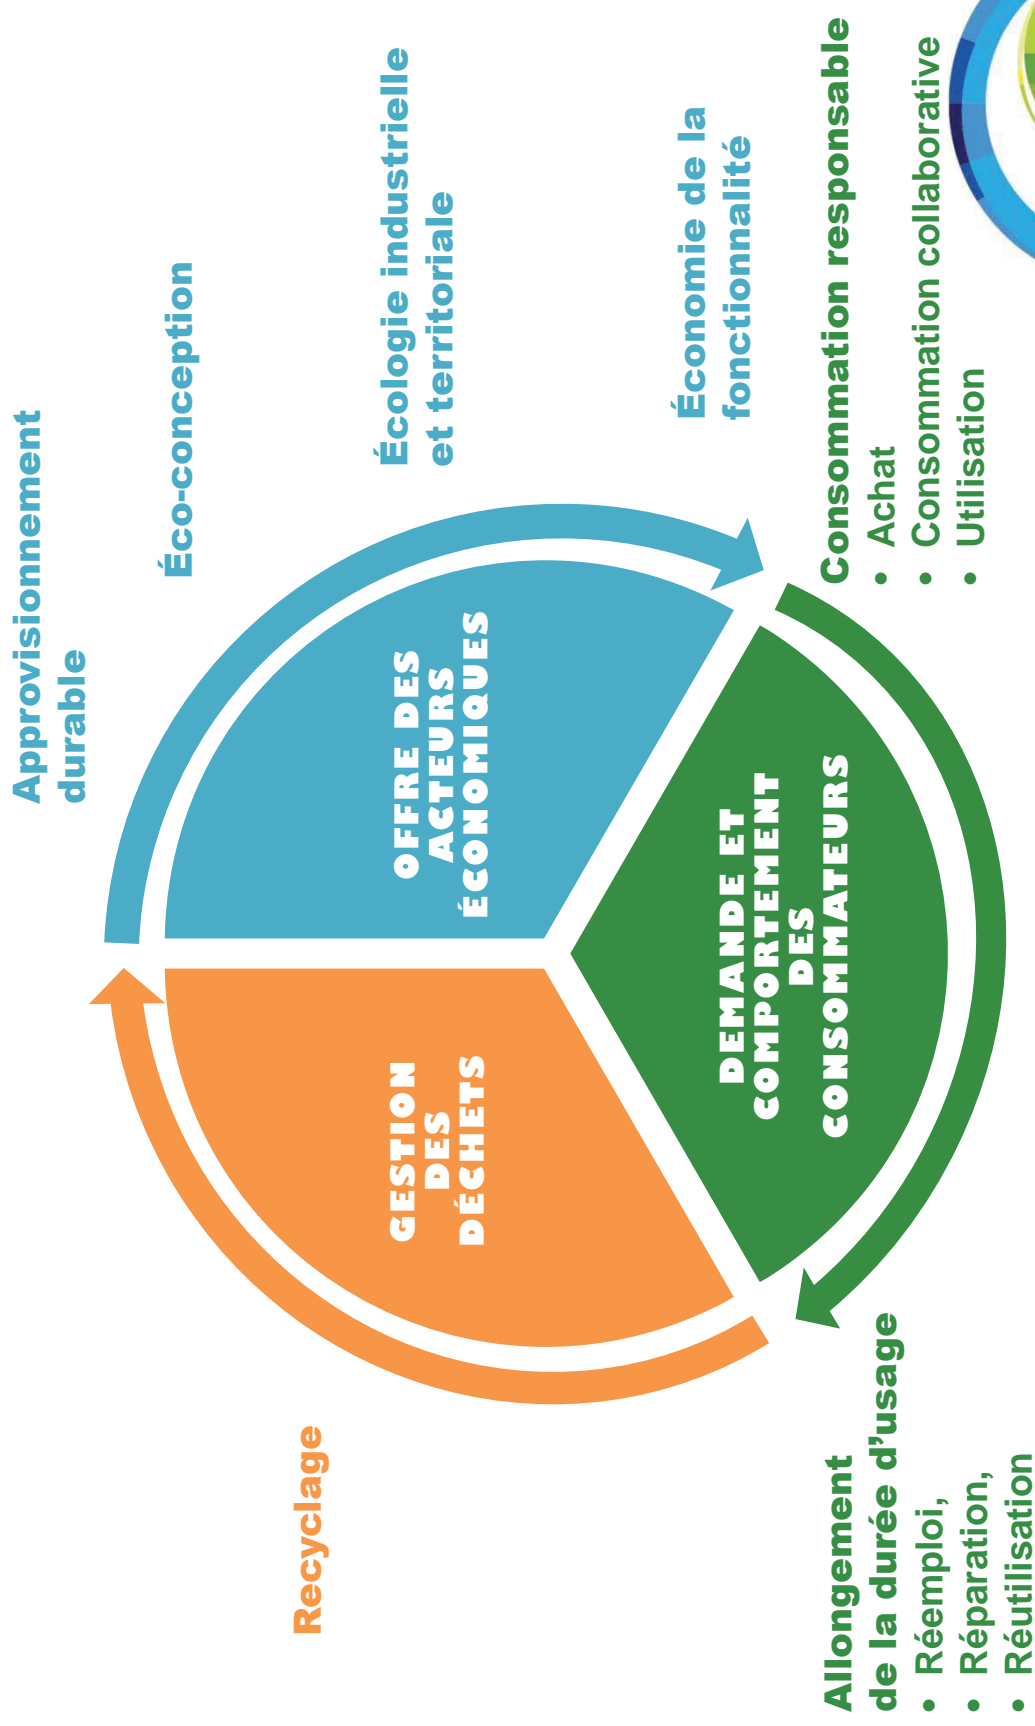 Approvisionnement
durable
Éco-conception
Écologie industrielle
et territoriale
Économie de la
fonctionnalité
Consommation responsable
• Achat
• Consommation collaborative
• Utilisation
Allongement
de la durée d’usage
• Réemploi,
• Réparation,
• Réutilisation
Recyclage
OFFRE DES
ACTEURS
ÉCONOMIQUES
DEMANDE ET
COMPORTEMENT
DES
CONSOMMATEURS
GESTION
DES
DÉCHETS